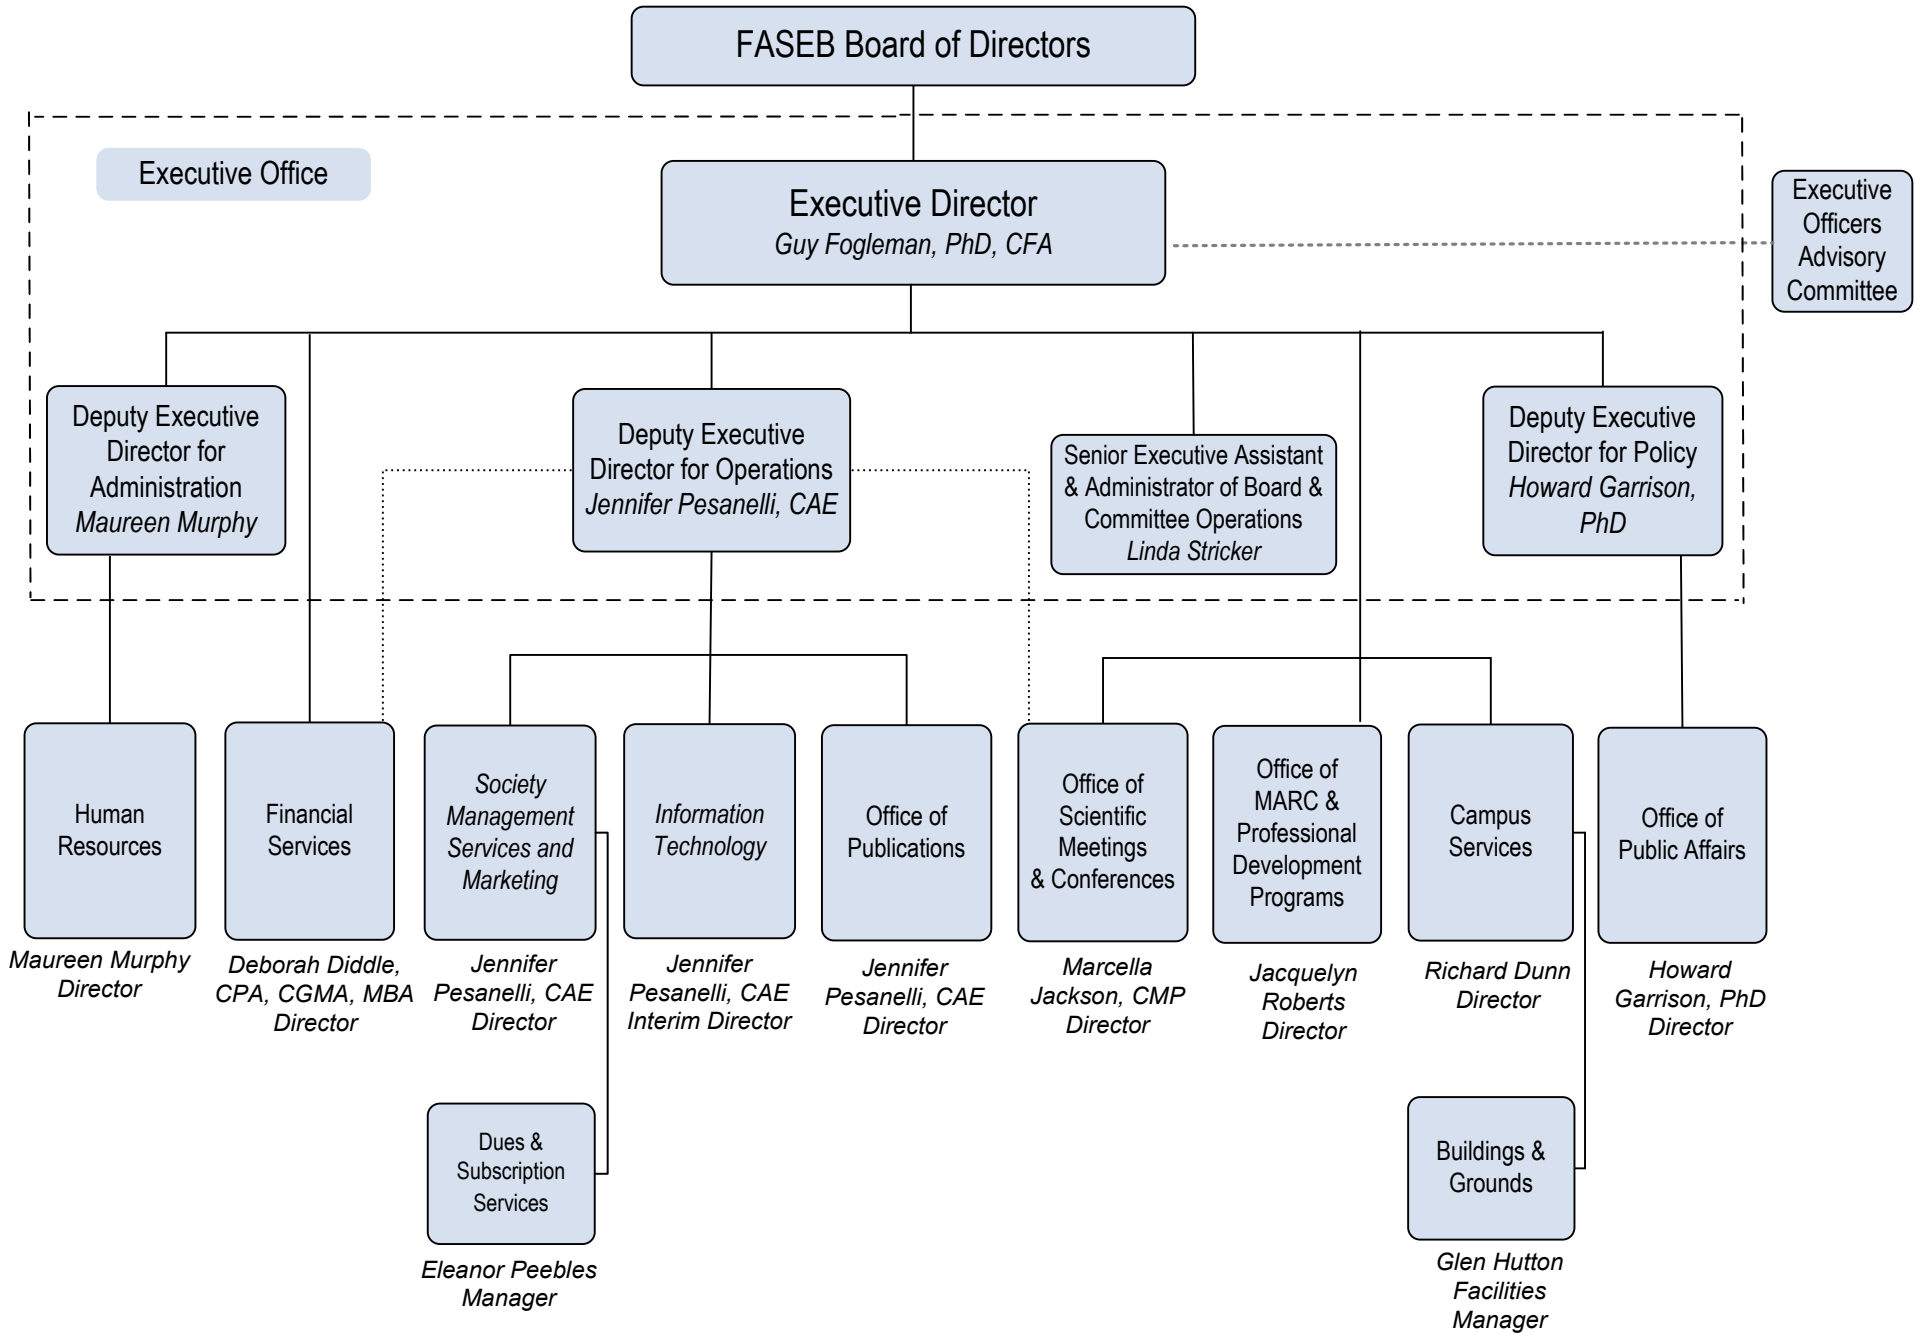 FASEB Board of Directors
Executive Office
Executive Director
Guy Fogleman, PhD, CFA
Executive
Officers
Advisory
Committee
Deputy Executive
Director for
Administration
Maureen Murphy
Deputy Executive
Director for Operations
Jennifer Pesanelli, CAE
Senior Executive Assistant
& Administrator of Board &
Committee Operations
Linda Stricker
Deputy Executive
Director for Policy
Howard Garrison,
PhD
Human
Resources
Maureen Murphy
Director
Financial
Services
Deborah Diddle,
CPA, CGMA, MBA
Director
Society
Management
Services and
Marketing
Jennifer
Pesanelli, CAE
Director
Information
Technology
Jennifer
Pesanelli, CAE
Interim Director
Office of
Publications
Jennifer
Pesanelli, CAE
Director
Office of
Scientific
Meetings
& Conferences
Marcella
Jackson, CMP
Director
Office of
MARC &
Professional
Development
Programs
Jacquelyn
Roberts
Director
Campus
Services
Richard Dunn
Director
Office of
Public Affairs
Howard
Garrison, PhD
Director
Dues &
Subscription
Services
Eleanor Peebles
Manager
Buildings &
Grounds
Glen Hutton
Facilities
Manager